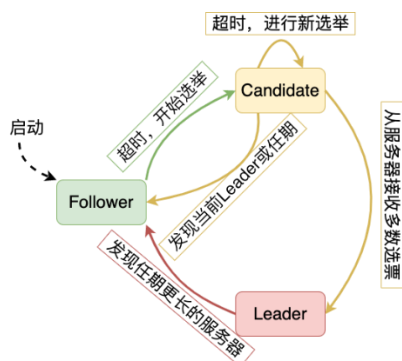 超时，进行新选举
Candidate
超时，开始选举
启动
从服务器接收多数选票
发现当前Leader或任期
Follower
发现任期更长的服务器
Leader